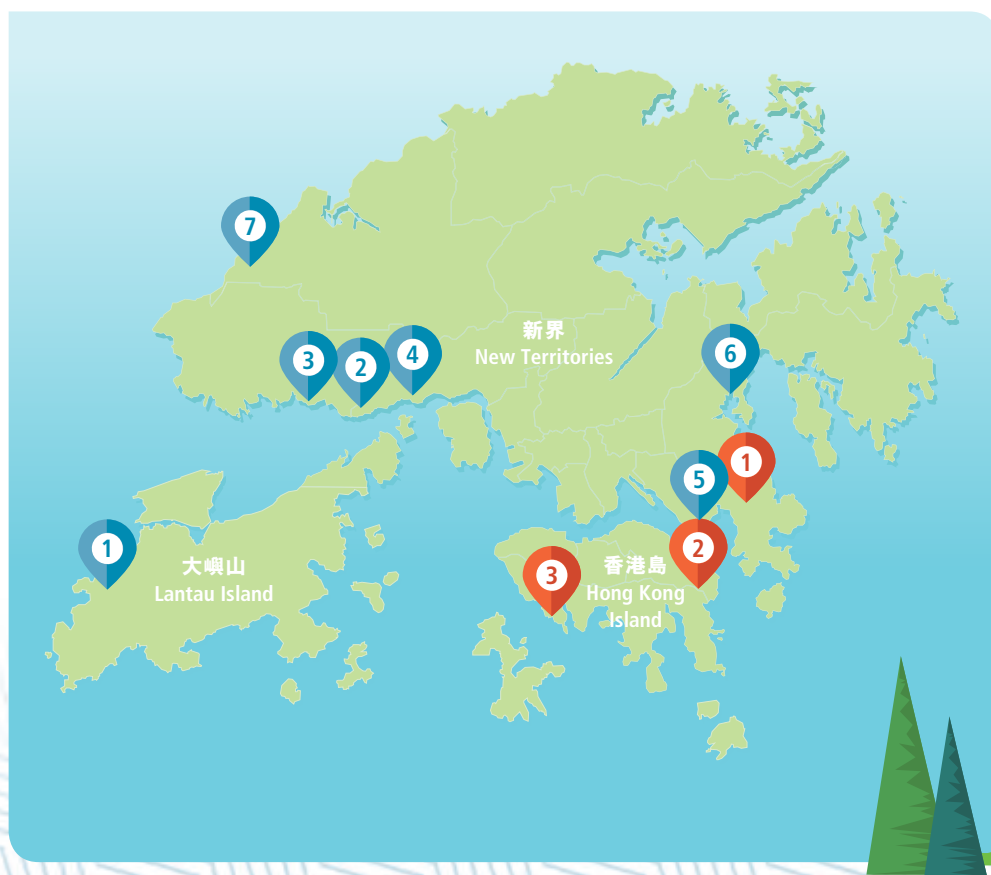 7
新界
New Territories
3
2
4
6
1
5
1
大嶼山
Lantau Island
2
3
香港島
Hong Kong
Island